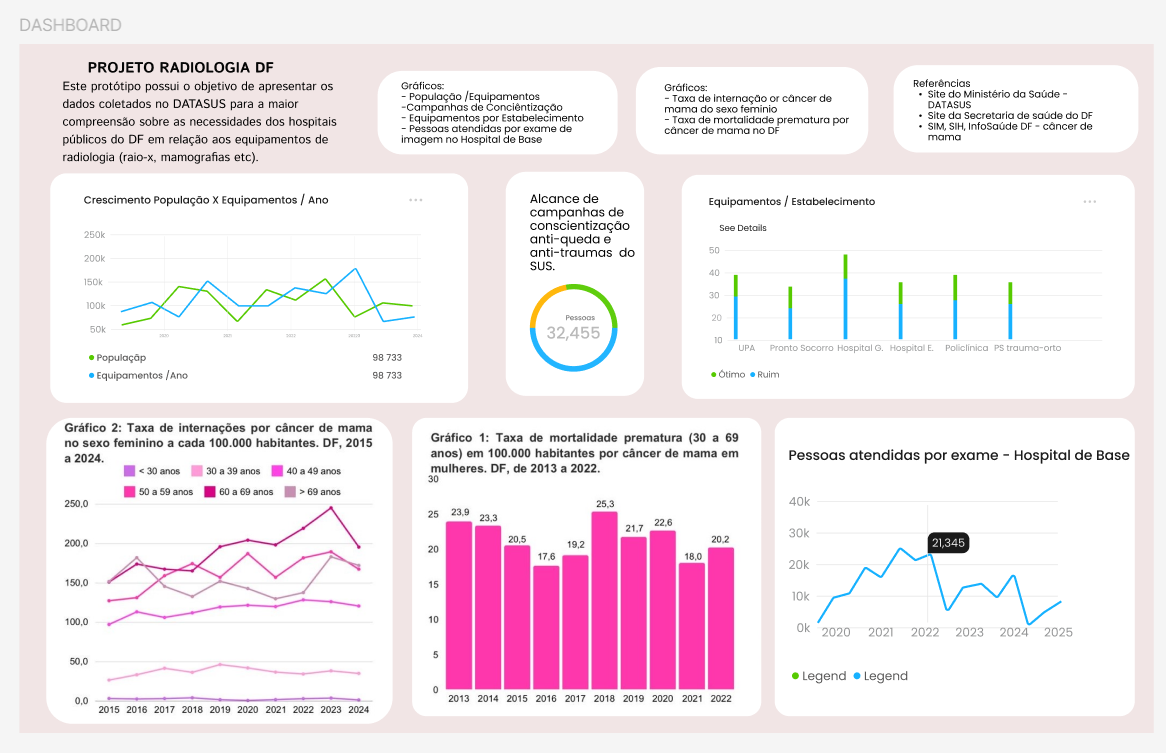 DASHBOARD
PROJETO RADIOLOGIA DF
Este protótipo possui o objetivo de apresentar os
dados coletados no DATASUS para a maior
compreensão sobre as necessidades dos hospitais
públicos do DF em relação aos equipamentos de
radiologia (raio-x, mamografias etc).
Gráficos:
- População /Equipamentos
-Campanhas de Conciêntização
- Equipamentos por Estabelecimento
- Pessoas atendidas por exame de
imagem no Hospital de Base
Gráficos:
- Taxa de internação or câncer de
mama do sexo feminio
- Taxa de mortalidade prematura por
câncer de mama no DF
Referências
• Site do Ministério da Saúde -
DATASUS
• Site da Secretaria de saúde do DF
• SIM, SIH, InfoSaúde DF - câncer de
mama
Crescimento População X Equipamentos / Ano
250k
200k
150k
100k
50k
2020 2021 2022
Populaçãp 98 733
Equipamentos /Ano 98 733
Alcance de
campanhas de
conscientização
anti-queda e
anti-traumas do
SUS.
Pessoas
32,455
Equipamentos / Estabelecimento
See Details
50
40
30
20
10
UPA Pronto Socorro Hospital G. Hospital E. Policlínica PS trauma-orto
Ótimo Ruim
Gráfico 2: Taxa de internações por câncer de mama
no sexo feminino a cada 100.000 habitantes. DF, 2015
a 2024.
< 30 anos 30 a 39 anos 40 a 49 anos
50 a 59 anos 60 a 69 anos > 69 anos
250,0
200,0
150,0
100,0
50,0
0,0
2015 2016 2017 2018 2019 2020 2021 2022 2023 2024
Gráfico 1: Taxa de mortalidade prematura (30 a 69
anos) em 100.000 habitantes por câncer de mama em
mulheres. DF, de 2013 a 2022.
30
25
20
15
10
5
0
23,9 23,3 20,5 17,6 19,2 25,3 21,7 22,6 18,0 20,2
2013 2014 2015 2016 2017 2018 2019 2020 2021 2022
Pessoas atendidas por exame - Hospital de Base
40k
30k
20k
10k
0k
21,345
2020 2021 2022 2023 2024 2025
Legend Legend